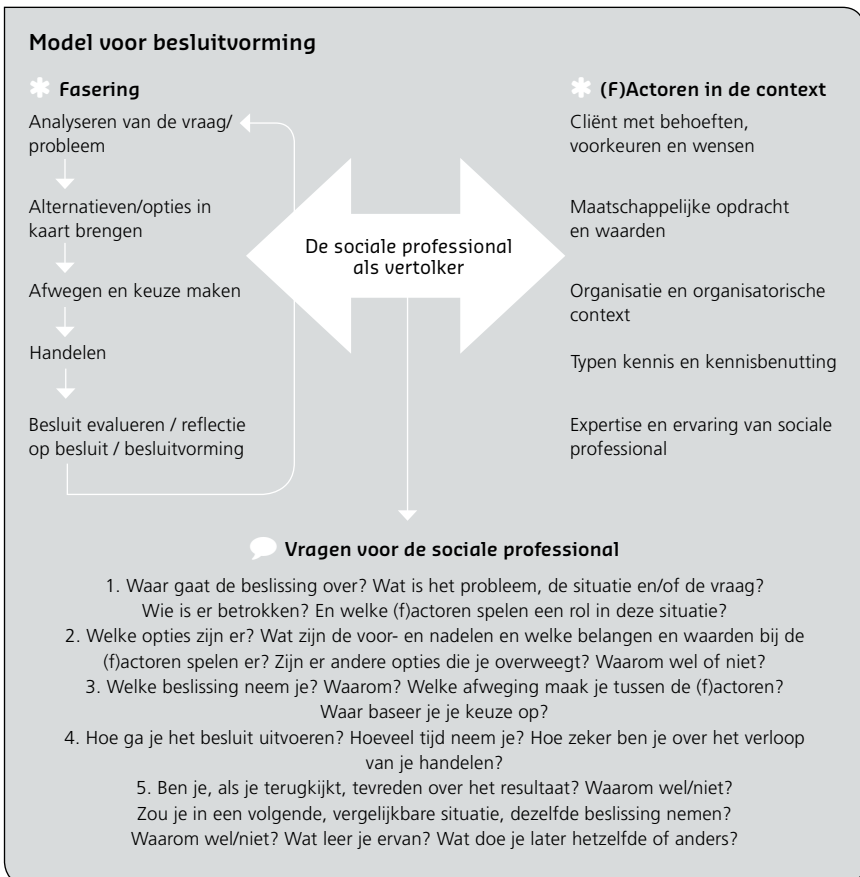 Model voor besluitvorming
Fasering
Analyseren van de vraag/
probleem
Alternatieven/opties in
kaart brengen
Afwegen en keuze maken
Handelen
Besluit evalueren / reflectie
op besluit / besluitvorming
De sociale professional
als vertolker
(F)Actoren in de context
Cliënt met behoeften,
voorkeuren en wensen
Maatschappelijke opdracht
en waarden
Organisatie en organisatorische
context
Typen kennis en kennisbenutting
Expertise en ervaring van sociale
professional
Vragen voor de sociale professional
1. Waar gaat de beslissing over? Wat is het probleem, de situatie en/of de vraag?
Wie is er betrokken? En welke (f)actoren spelen een rol in deze situatie?
2. Welke opties zijn er? Wat zijn de voor- en nadelen en welke belangen en waarden bij de
(f)actoren spelen er? Zijn er andere opties die je overweegt? Waarom wel of niet?
3. Welke beslissing neem je? Waarom? Welke afweging maak je tussen de (f)actoren?
Waar baseer je je keuze op?
4. Hoe ga je het besluit uitvoeren? Hoeveel tijd neem je? Hoe zeker ben je over het verloop
van je handelen?
5. Ben je, als je terugkijkt, tevreden over het resultaat? Waarom wel/niet?
Zou je in een volgende, vergelijkbare situatie, dezelfde beslissing nemen?
Waarom wel/niet? Wat leer je ervan? Wat doe je later hetzelfde of anders?